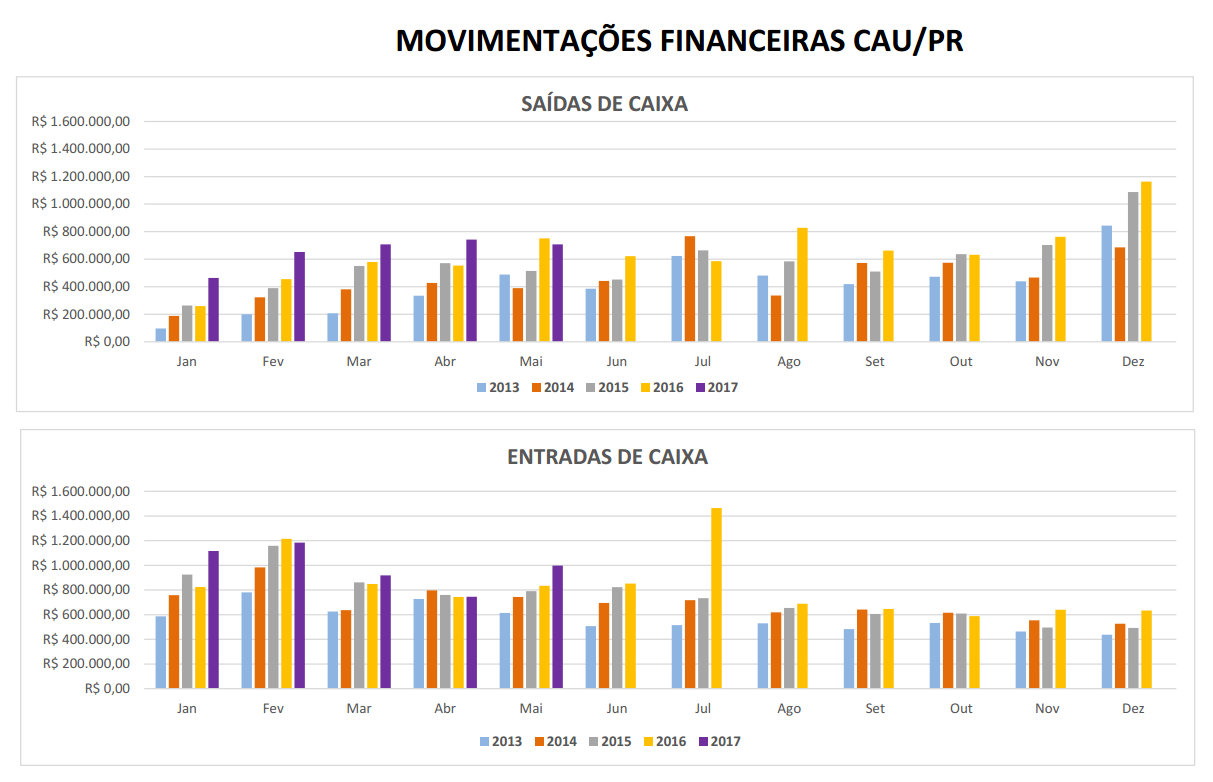 MOVIMENTAÇÕES FINANCEIRAS CAU/PR
SAÍDAS DE CAIXA
R$ 1.600.000,00
R$ 1.400.000,00
R$ 1.200.000,00
R$ 1.000.000,00
R$ 800.000,00
R$ 600.000,00
R$ 400.000,00
R$ 200.000,00
R$ 0,00
Jan Fev Mar Abr Mai Jun Jul Ago Set Out Nov Dez
2013 2014 2015 2016 2017
ENTRADAS DE CAIXA
R$ 1.600.000,00
R$ 1.400.000,00
R$ 1.200.000,00
R$ 1.000.000,00
R$ 800.000,00
R$ 600.000,00
R$ 400.000,00
R$ 200.000,00
R$ 0,00
Jan Fev Mar Abr Mai Jun Jul Ago Set Out Nov Dez
2013 2014 2015 2016 2017